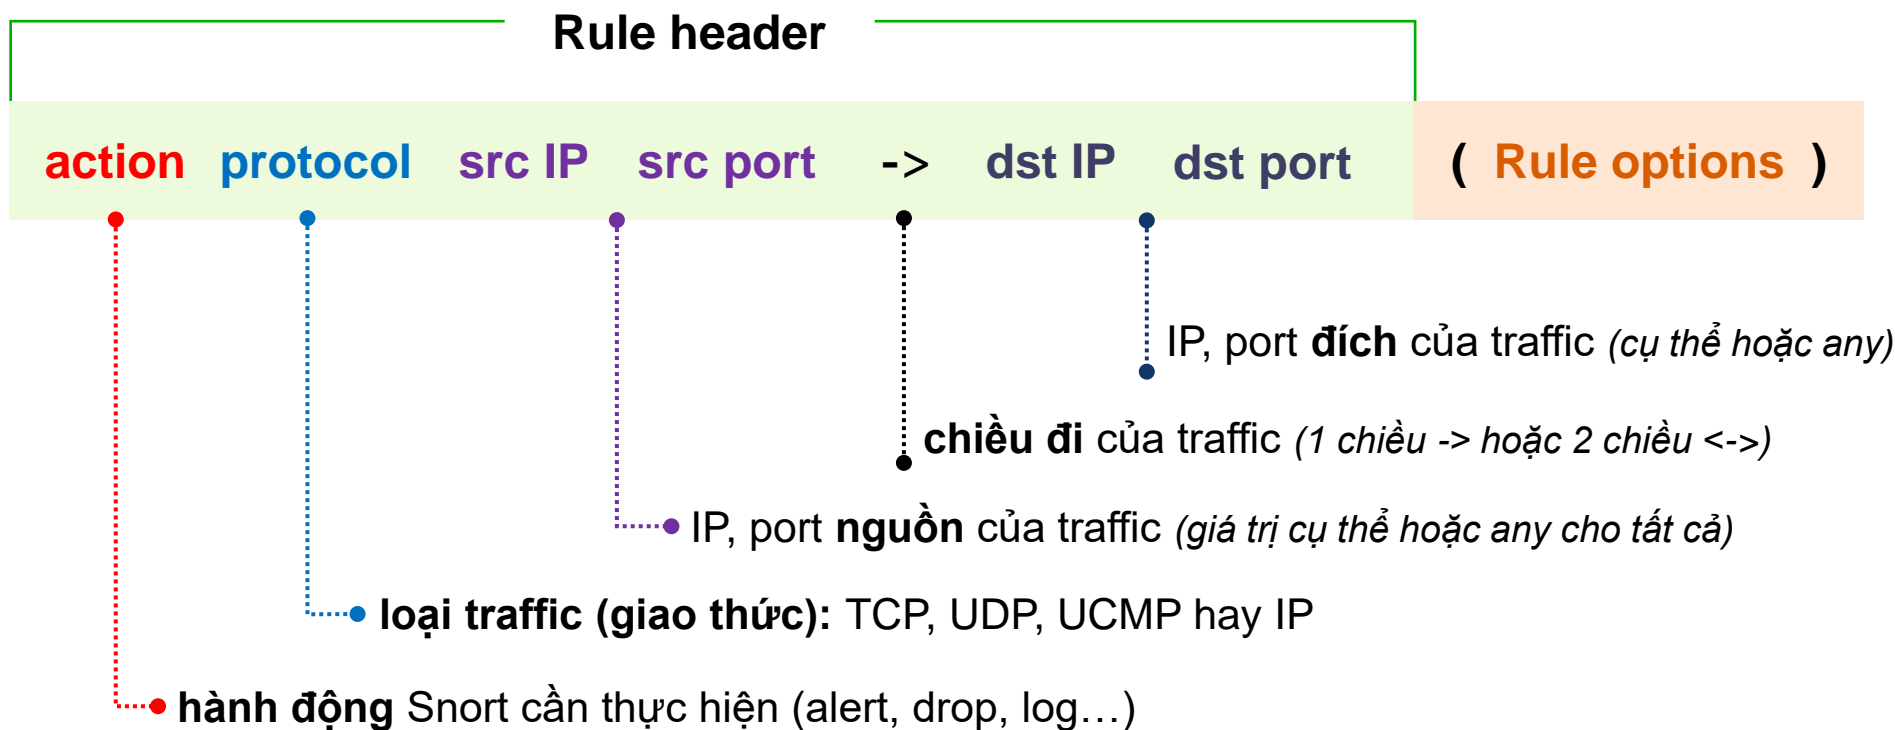 Rule header
action protocol src IP src port -> dst IP dst port ( Rule options )
IP, port đích của traffic (cụ thể hoặc any)
chiều đi của traffic (1 chiều -> hoặc 2 chiều <->)
IP, port nguồn của traffic (giá trị cụ thể hoặc any cho tất cả)
loại traffic (giao thức): TCP, UDP, UCMP hay IP
hành động Snort cần thực hiện (alert, drop, log…)